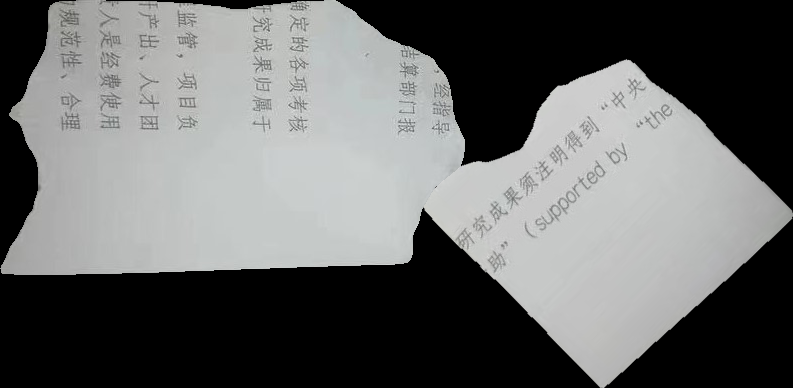 ，经指导
结算部门报
确定的各项考核
研究成果归属于
监管，项目负
研产出、人才团
人是经费使用
规范性、合理
研究成果须注明得到“中央
助”（supported by “the